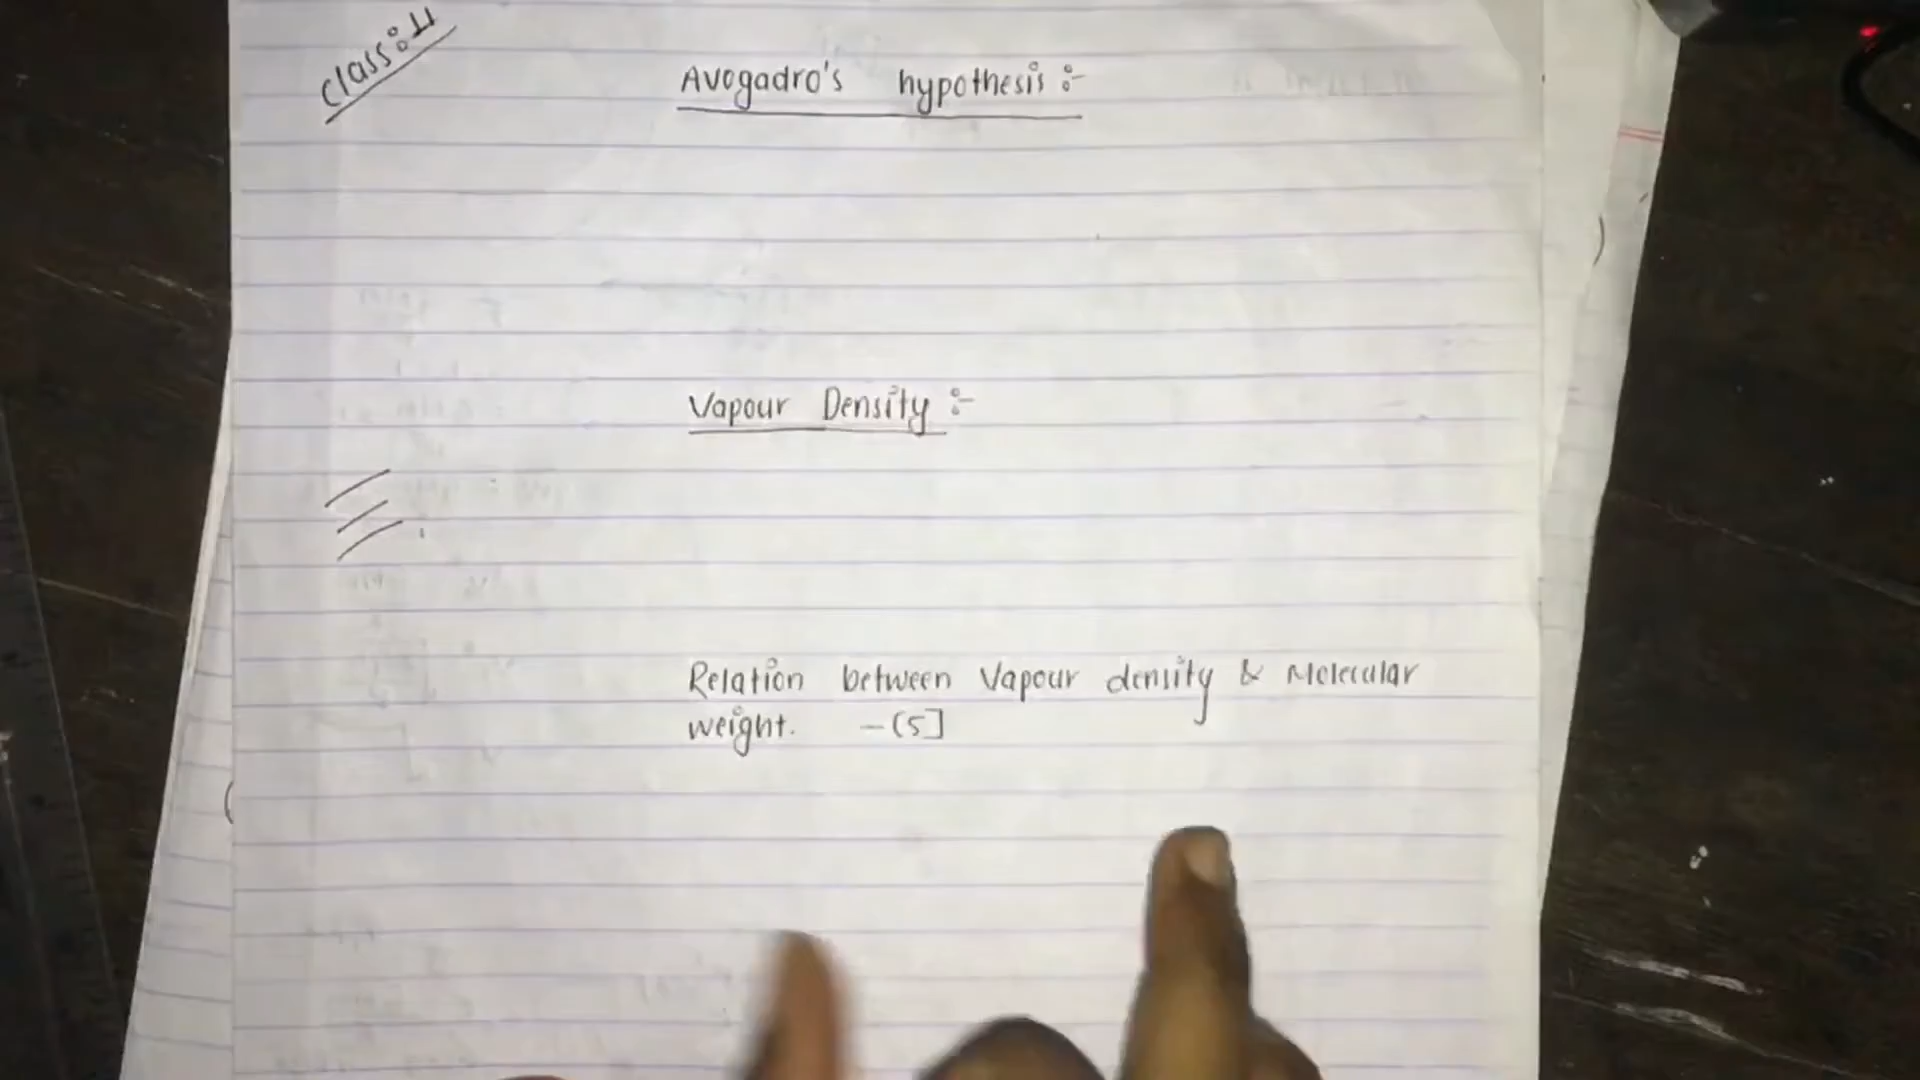 Class:11
Avogadro's hypothesis :-
Vapour Density :-
Relation between Vapour density & Molecular
weight. -(5]